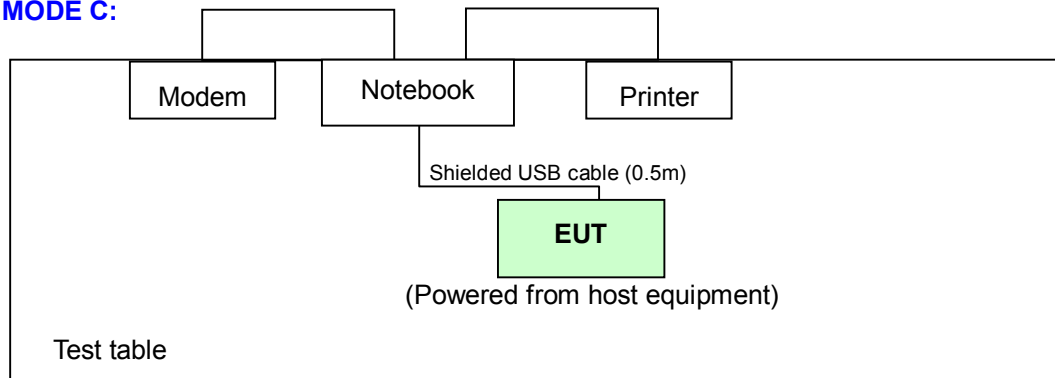 MODE C:
Modem
Notebook
Printer
Shielded USB cable (0.5m)
EUT
(Powered from host equipment)
Test table